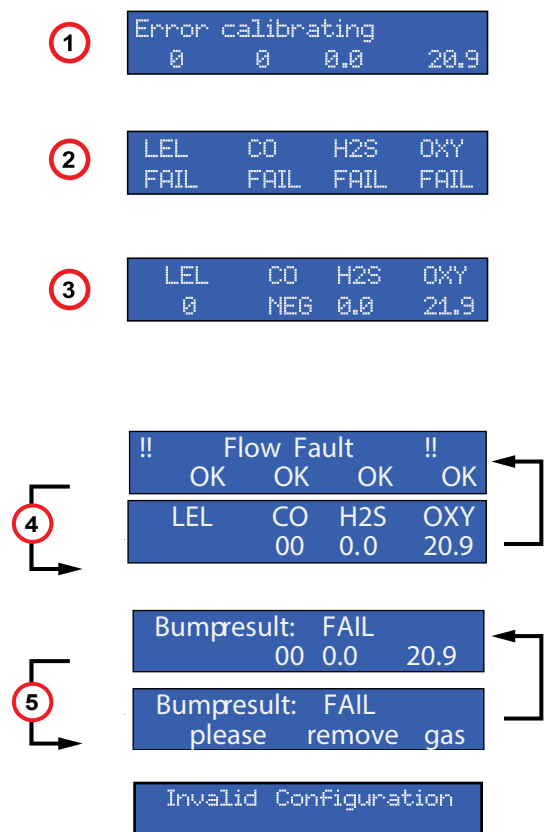 1
Error calibrating
0 0 0.0 20.9
2
LEL CO H2S OXY
FAIL FAIL FAIL FAIL
3
LEL CO H2S OXY
0 NEG 0.0 21.9
!! Flow Fault !!
OK OK OK OK
4
LEL CO H2S OXY
00 0.0 20.9
Bumpresult: FAIL
00 0.0 20.9
5
Bumpresult: FAIL
please remove gas
Invalid Configuration